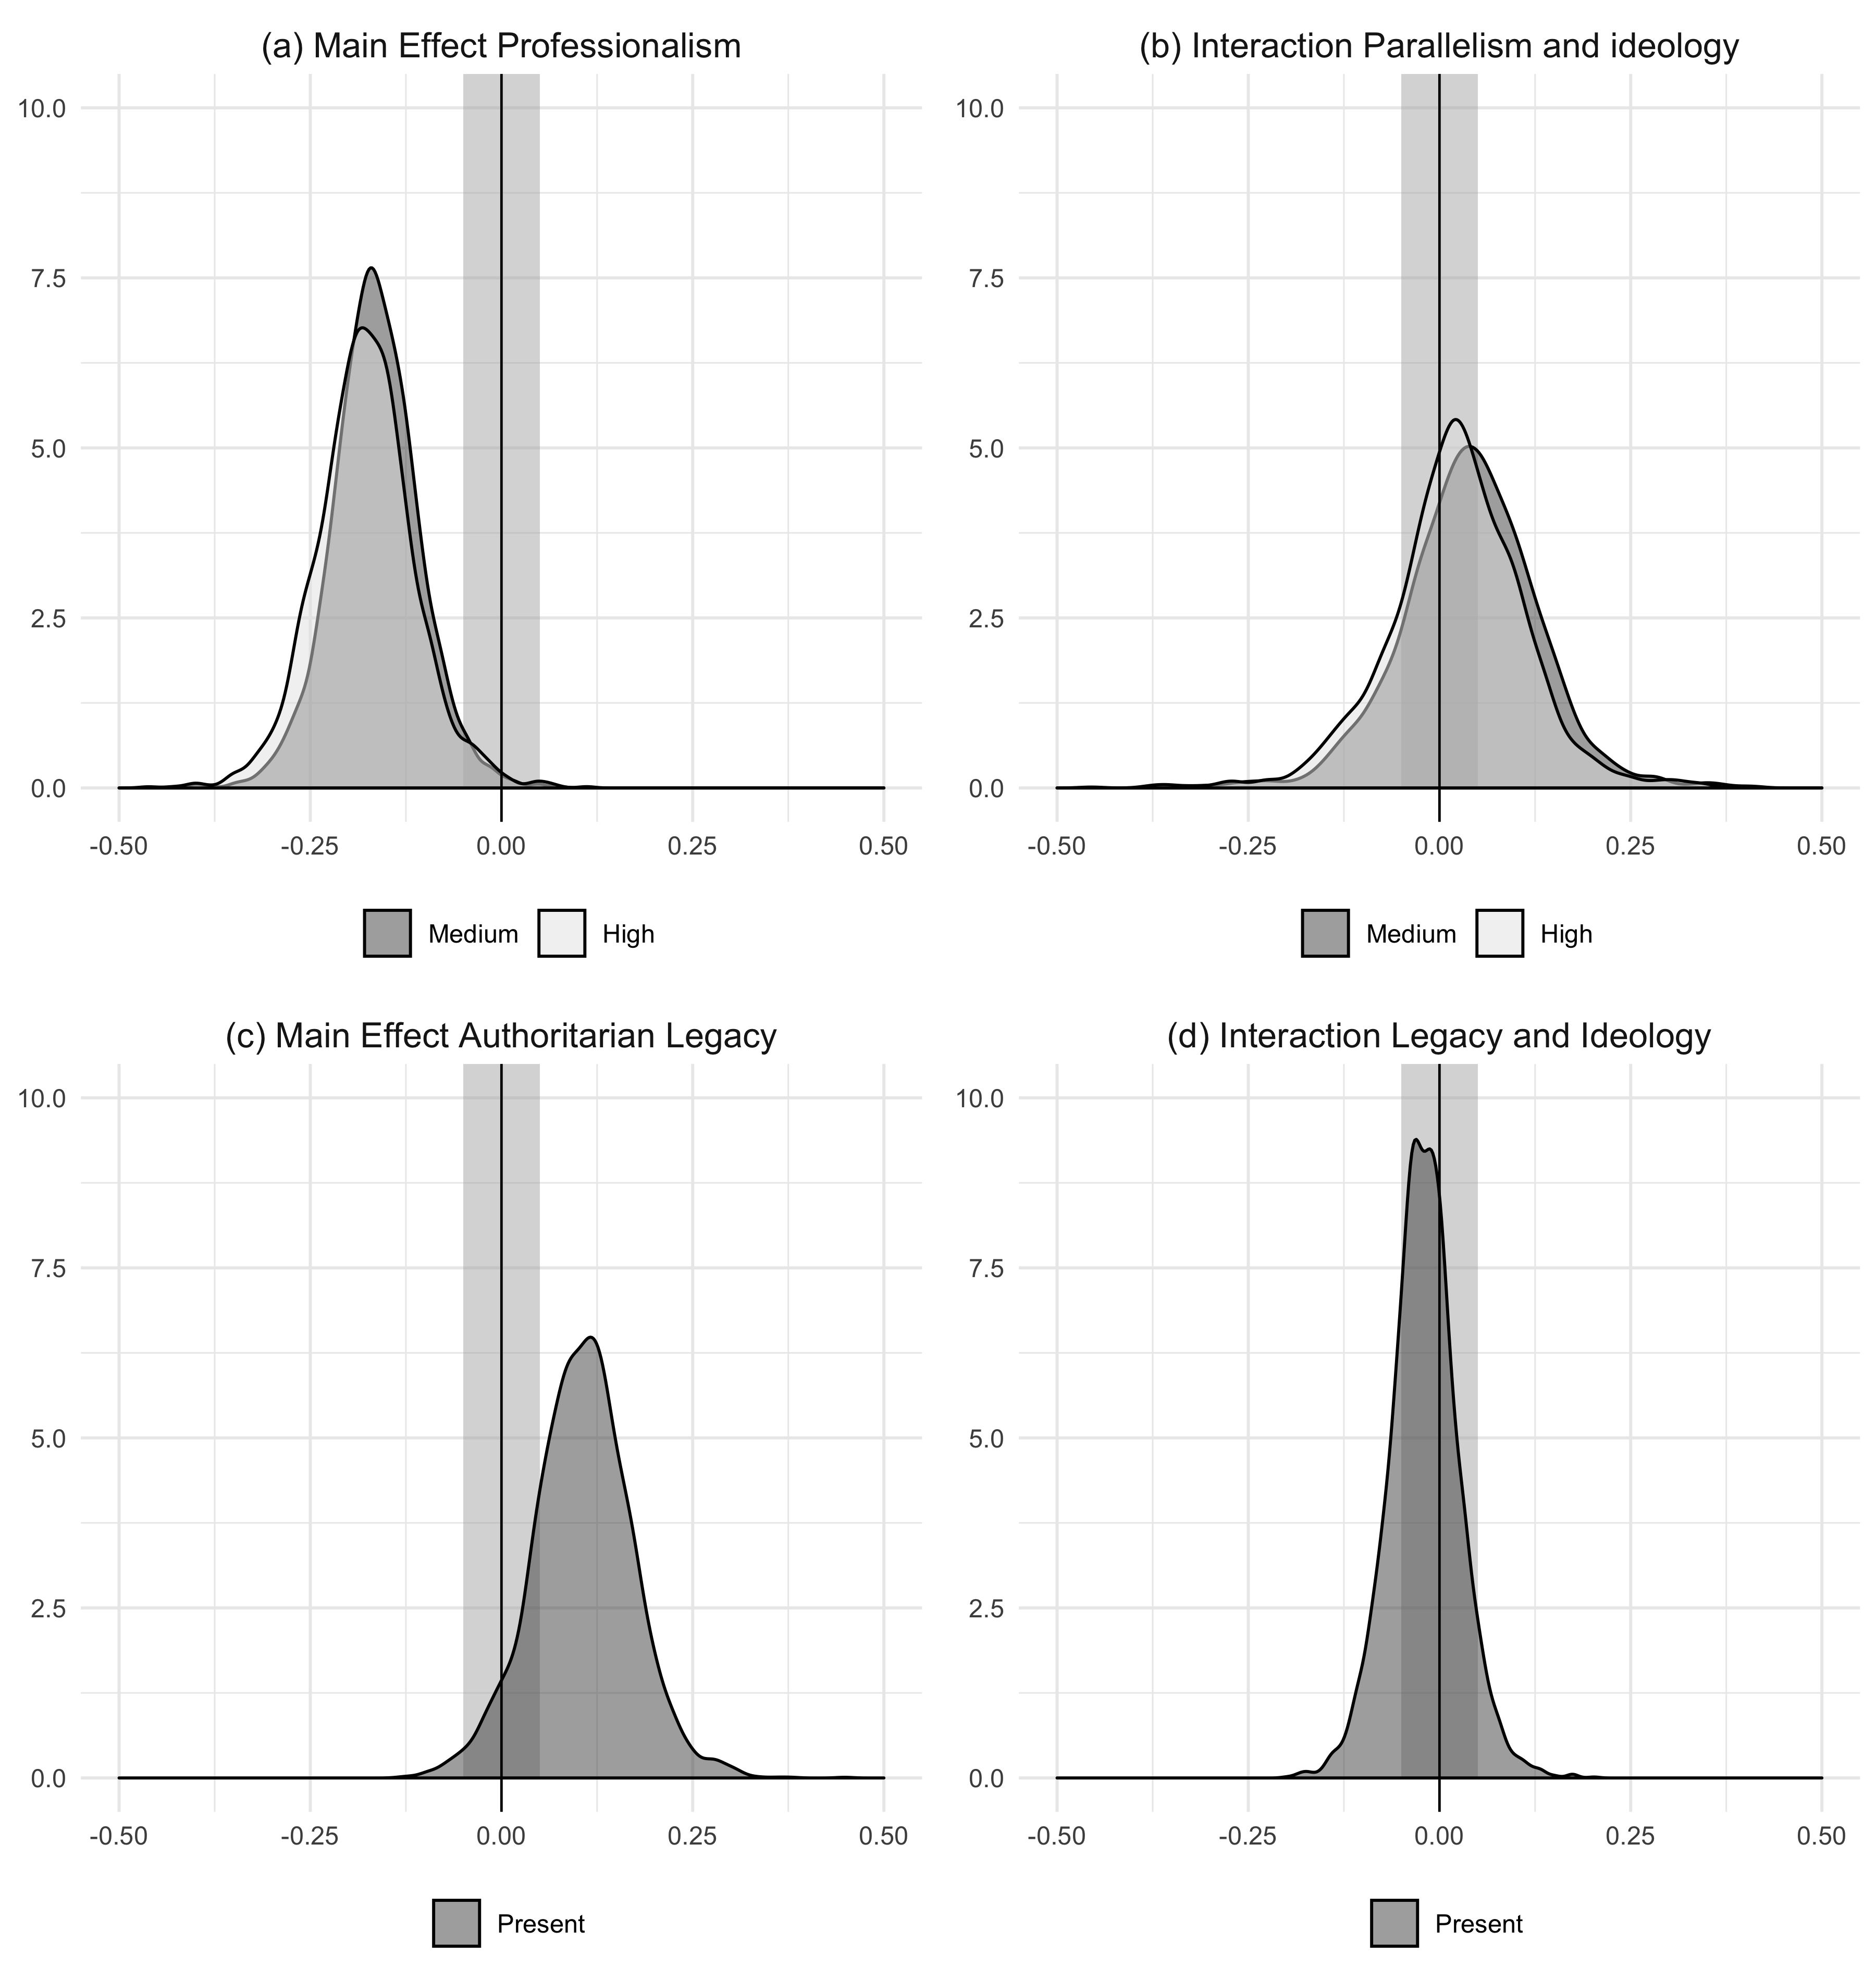 (a) Main Effect Professionalism
10.0
7.5
5.0
2.5
0.0
-0.50 -0.25 0.00 0.25 0.50
Medium High
(b) Interaction Parallelism and ideology
10.0
7.5
5.0
2.5
0.0
-0.50 -0.25 0.00 0.25 0.50
Medium High
(c) Main Effect Authoritarian Legacy
10.0
7.5
5.0
2.5
0.0
-0.50 -0.25 0.00 0.25 0.50
Present
(d) Interaction Legacy and Ideology
10.0
7.5
5.0
2.5
0.0
-0.50 -0.25 0.00 0.25 0.50
Present